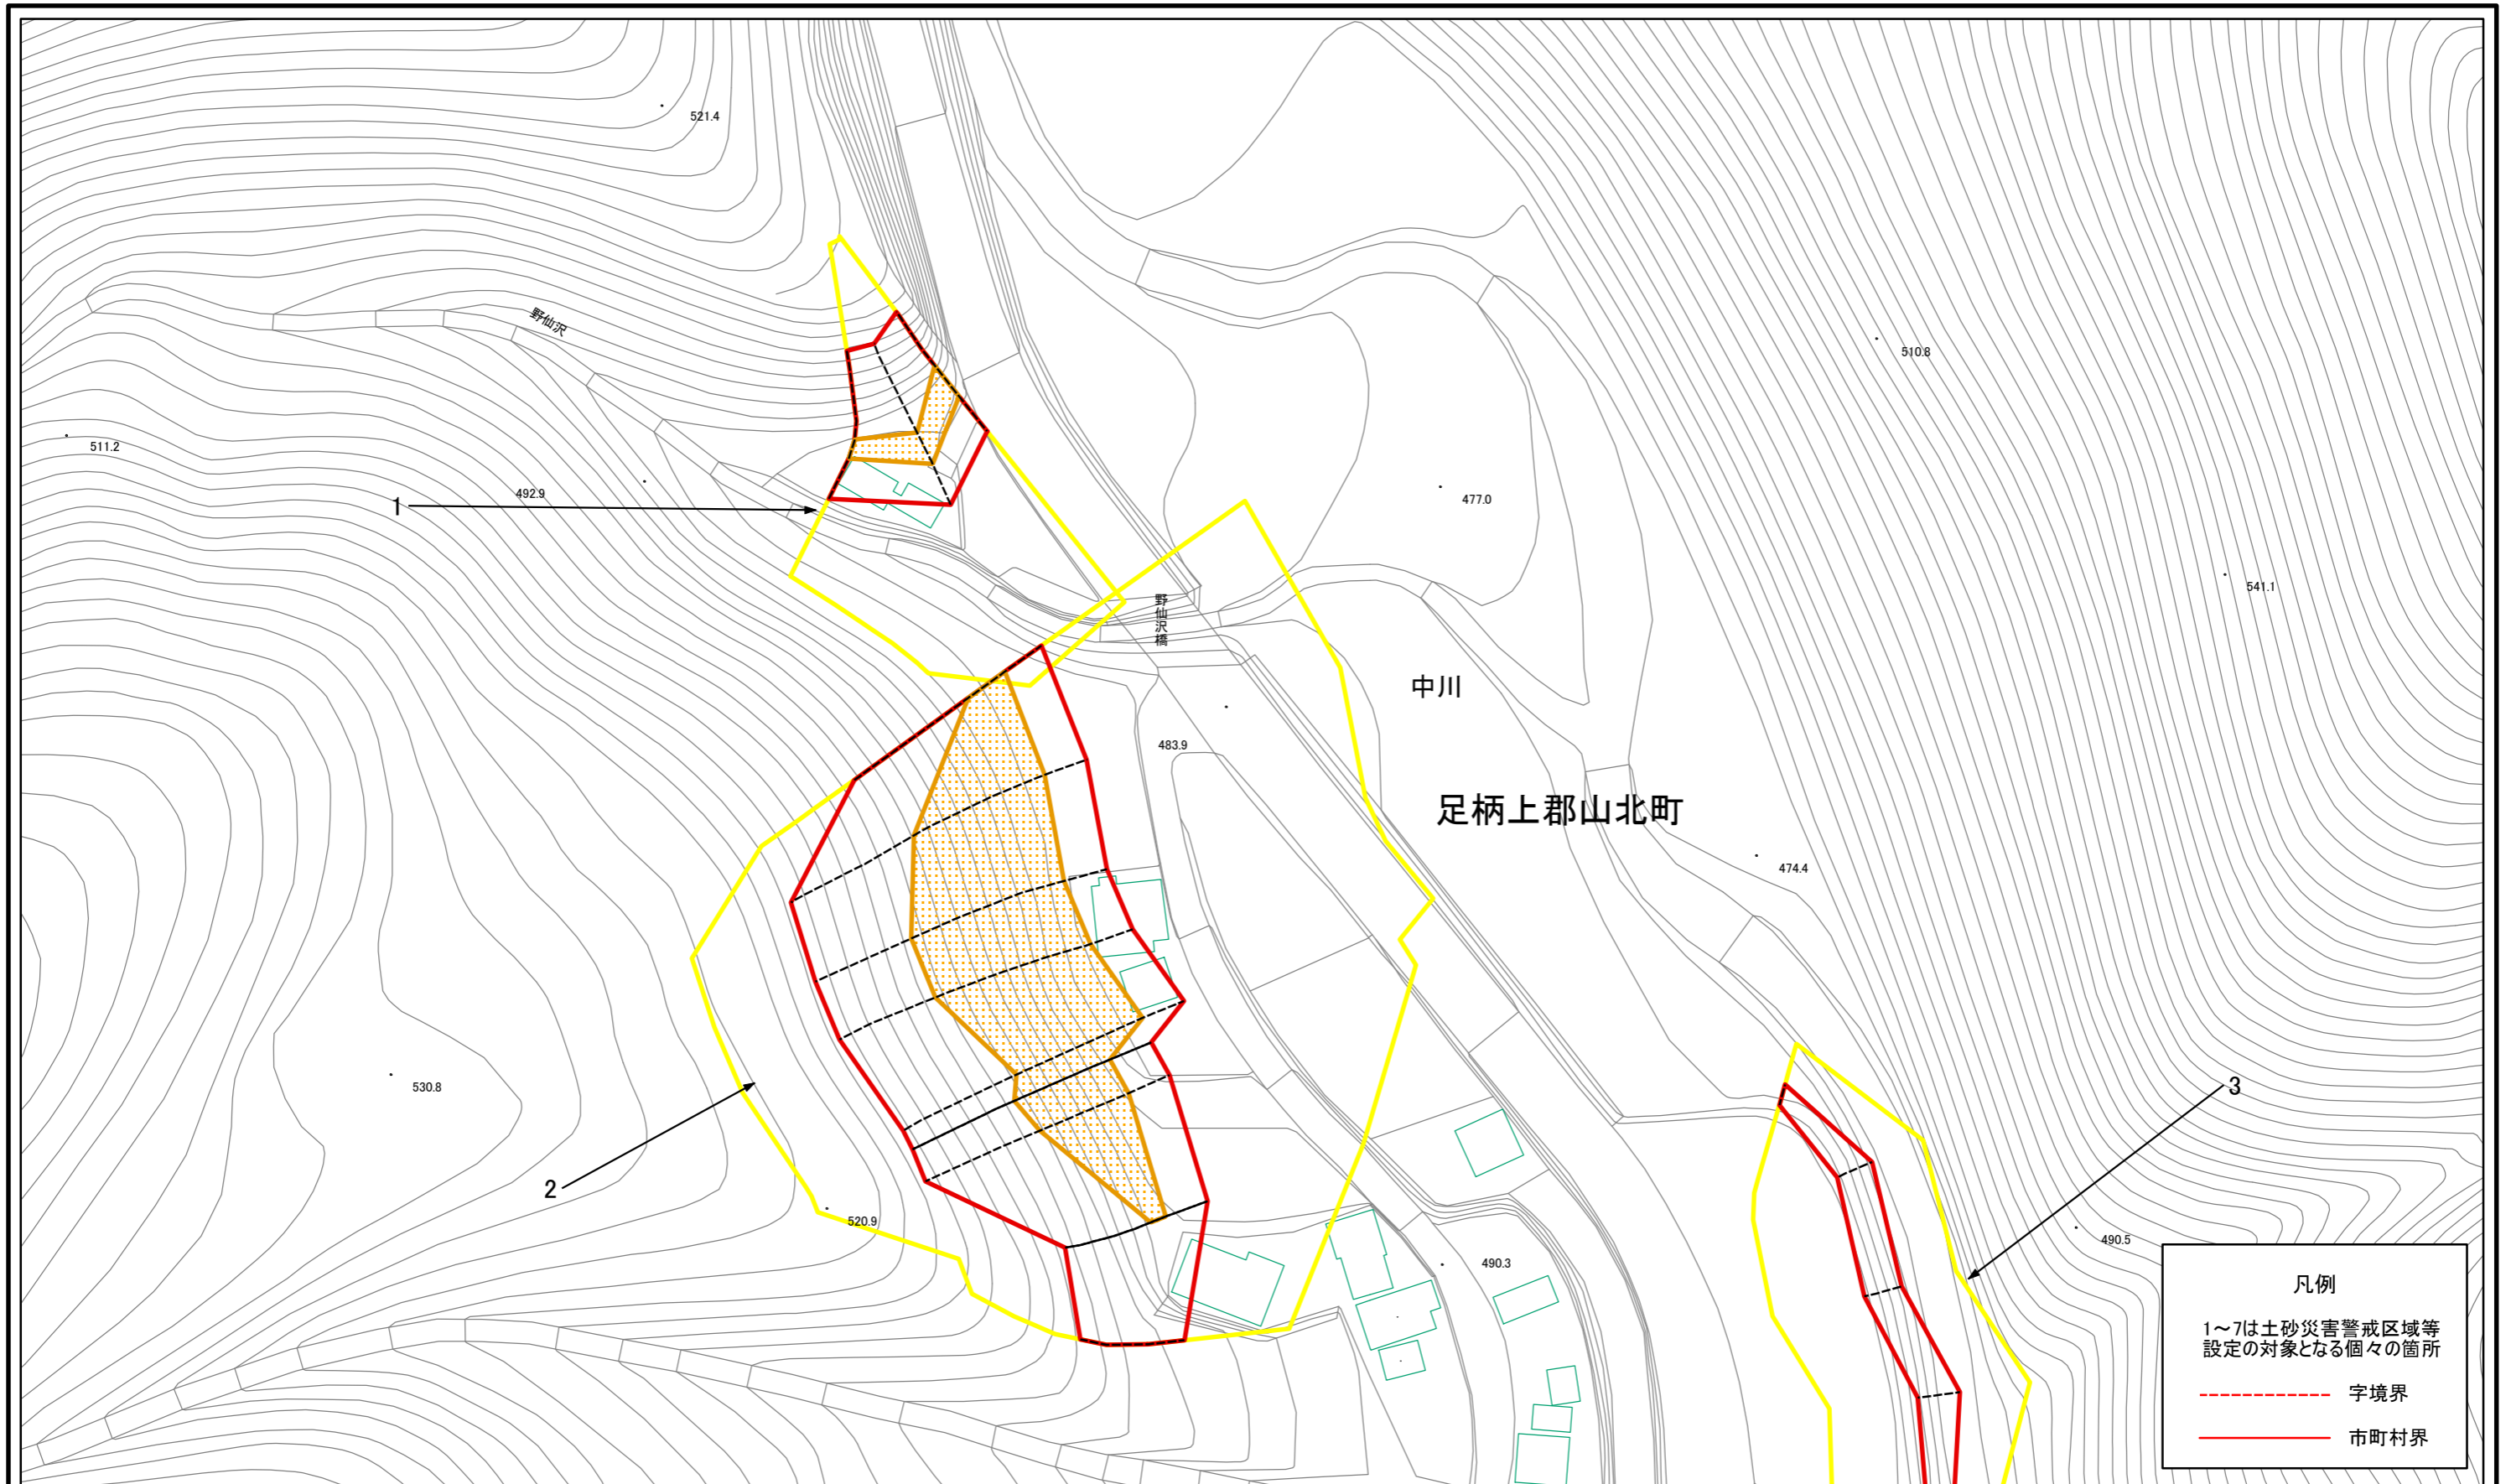 521.4
野仙沢
510.8
511.2
492.9
1
477.0
541.1
野仙沢橋
中川
483.9
足柄上郡山北町
474.4
530.8
3
2
520.9
490.5
490.3
凡例
1～7は土砂災害警戒区域等
設定の対象となる個々の箇所
字境界
市町村界